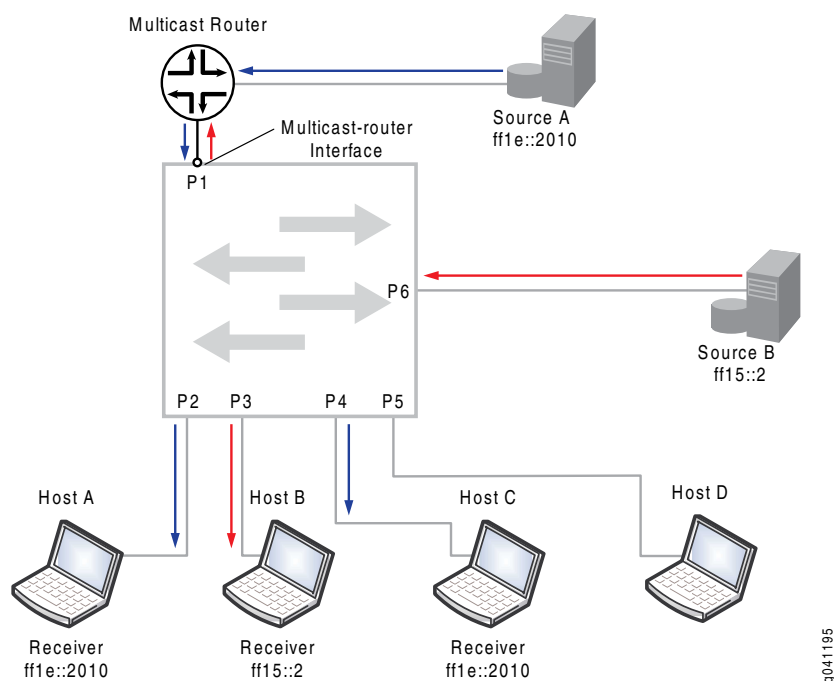 Multicast Router
Source A
ff1e::2010
Multicast-router
Interface
P1
P6
Source B
ff15::2
P2 P3 P4 P5
Host A Host B Host C Host D
Receiver
ff1e::2010
Receiver
ff15::2
Receiver
ff1e::2010
g041195